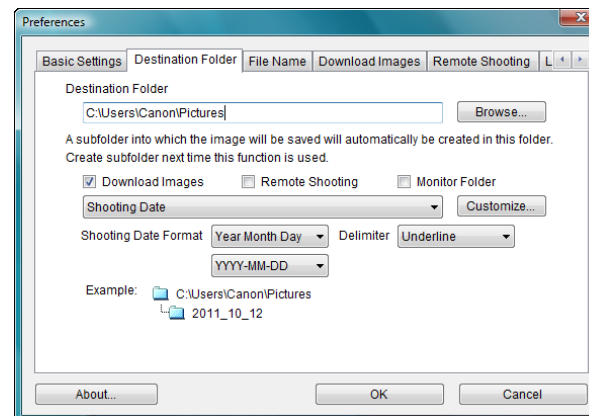 Preferences
Basic Settings Destination Folder File Name Download Images Remote Shooting L
Destination Folder
C:\Users\Canon\Pictures Browse...
A subfolder into which the image will be saved will automatically be created in this folder.
Create subfolder next time this function is used.
Download Images Remote Shooting Monitor Folder
Shooting Date Customize...
Shooting Date Format Year Month Day Delimiter Underline
YYYY-MM-DD
Example: C:\Users\Canon\Pictures
2011_10_12
About... OK Cancel